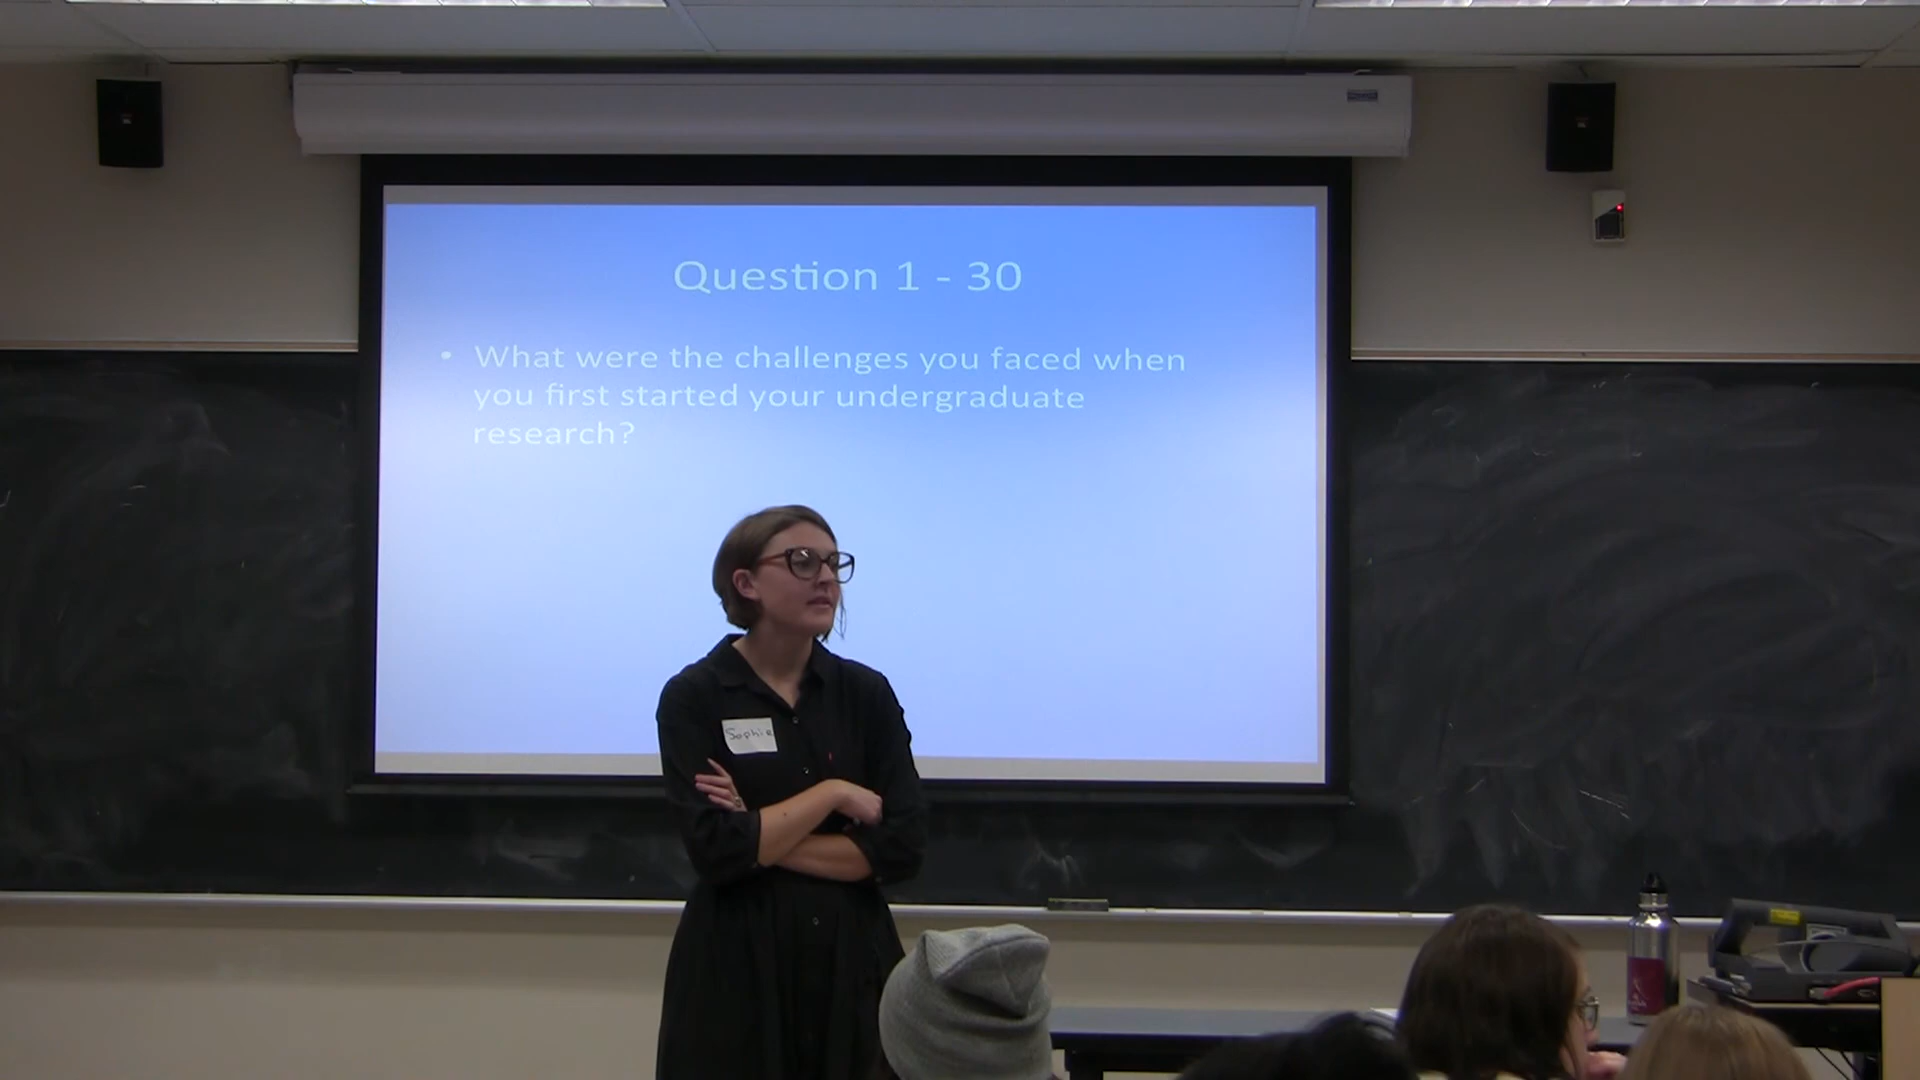 Question 1 - 30
• What were the challenges you faced when
you first started your undergraduate
research?
Sophie